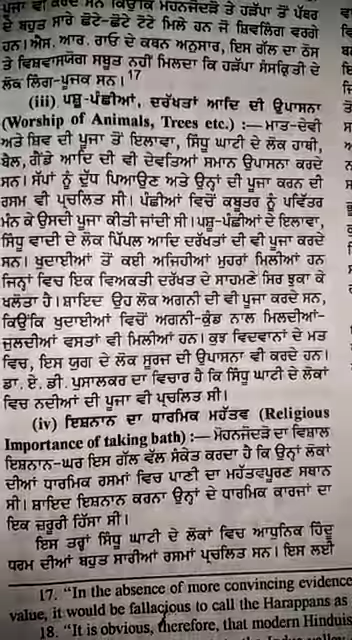 ਪੂਜਾ ਵੀ ਕਰਦੇ ਸਨ ਕਿਉਂਕਿ ਮੋਹਨਜੋਦੜੋ ਤੇ ਹੜੱਪਾ ਤੋਂ ਪੱਥਰ
ਦੇ ਬਹੁਤ ਸਾਰੇ ਛੋਟੇ-ਛੋਟੇ ਟੋਟੇ ਮਿਲੇ ਹਨ ਜੋ ਸ਼ਿਵਲਿੰਗ ਵਰਗੇ
ਹਨ। ਐਸ. ਆਰ. ਰਾਓ ਦੇ ਕਥਨ ਅਨੁਸਾਰ, ਇਸ ਗੱਲ ਦਾ ਠੋਸ
ਤੇ ਵਿਸ਼ਵਾਸਯੋਗ ਸਬੂਤ ਨਹੀਂ ਮਿਲਦਾ ਕਿ ਹੜੱਪਾ ਸੰਸਕ੍ਰਿਤੀ ਦੇ
ਲੋਕ ਲਿੰਗ-ਪੂਜਕ ਸਨ।17
(iii) ਪਸ਼ੂ-ਪੰਛੀਆਂ, ਦਰੱਖਤਾਂ ਆਦਿ ਦੀ ਉਪਾਸਨਾ
(Worship of Animals, Trees etc.) :— ਮਾਤ-ਦੇਵੀ
ਅਤੇ ਸ਼ਿਵ ਦੀ ਪੂਜਾ ਤੋਂ ਇਲਾਵਾ, ਸਿੰਧੂ ਘਾਟੀ ਦੇ ਲੋਕ ਹਾਥੀ,
ਬੇਲ, ਗੈਂਡੇ ਆਦਿ ਦੀ ਵੀ ਦੇਵਤਿਆਂ ਸਮਾਨ ਉਪਾਸਨਾ ਕਰਦੇ
ਸਨ। ਸੱਪਾਂ ਨੂੰ ਦੁੱਧ ਪਿਆਉਣ ਅਤੇ ਉਨ੍ਹਾਂ ਦੀ ਪੂਜਾ ਕਰਨ ਦੀ
ਰਸਮ ਵੀ ਪ੍ਰਚਲਿਤ ਸੀ। ਪੰਛੀਆਂ ਵਿਚੋਂ ਕਬੂਤਰ ਨੂੰ ਪਵਿੱਤਰ
ਮੰਨ ਕੇ ਉਸਦੀ ਪੂਜਾ ਕੀਤੀ ਜਾਂਦੀ ਸੀ। ਪਸ਼ੂ-ਪੰਛੀਆਂ ਦੇ ਇਲਾਵਾ,
ਸਿੰਧੂ ਵਾਦੀ ਦੇ ਲੋਕ ਪਿੱਪਲ ਆਦਿ ਦਰੱਖਤਾਂ ਦੀ ਵੀ ਪੂਜਾ ਕਰਦੇ
ਸਨ। ਖੁਦਾਈਆਂ ਤੋਂ ਕਈ ਅਜਿਹੀਆਂ ਮੁਹਰਾਂ ਮਿਲੀਆਂ ਹਨ
ਜਿਨ੍ਹਾਂ ਵਿਚ ਇਕ ਵਿਅਕਤੀ ਦਰੱਖਤ ਦੇ ਸਾਹਮਣੇ ਸਿਰ ਝੁਕਾ ਕੇ
ਖਲੋਤਾ ਹੈ। ਸ਼ਾਇਦ ਉਹ ਲੋਕ ਅਗਨੀ ਦੀ ਵੀ ਪੂਜਾ ਕਰਦੇ ਸਨ,
ਕਿਉਂਕਿ ਖੁਦਾਈਆਂ ਵਿਚੋਂ ਅਗਨੀ-ਕੁੰਡ ਨਾਲ ਮਿਲਦੀਆਂ-
ਜੁਲਦੀਆਂ ਵਸਤਾਂ ਵੀ ਮਿਲੀਆਂ ਹਨ। ਕੁਝ ਵਿਦਵਾਨਾਂ ਦੇ ਮਤ
ਵਿਚ, ਇਸ ਯੁਗ ਦੇ ਲੋਕ ਸੂਰਜ ਦੀ ਉਪਾਸਨਾ ਵੀ ਕਰਦੇ ਹਨ।
ਡਾ. ਏ. ਡੀ. ਪੁਸਾਲਕਰ ਦਾ ਵਿਚਾਰ ਹੈ ਕਿ ਸਿੰਧੂ ਘਾਟੀ ਦੇ ਲੋਕਾਂ
ਵਿਚ ਨਦੀਆਂ ਦੀ ਪੂਜਾ ਵੀ ਪ੍ਰਚਲਿਤ ਸੀ।
(iv) ਇਸ਼ਨਾਨ ਦਾ ਧਾਰਮਿਕ ਮਹੱਤਵ (Religious
Importance of taking bath) :— ਮੋਹਨਜੋਦੜੋ ਦਾ ਵਿਸ਼ਾਲ
ਇਸ਼ਨਾਨ-ਘਰ ਇਸ ਗੱਲ ਵੱਲ ਸੰਕੇਤ ਕਰਦਾ ਹੈ ਕਿ ਉਨ੍ਹਾਂ ਲੋਕਾਂ
ਦੀਆਂ ਧਾਰਮਿਕ ਰਸਮਾਂ ਵਿਚ ਪਾਣੀ ਦਾ ਮਹੱਤਵਪੂਰਣ ਸਥਾਨ
ਸੀ। ਸ਼ਾਇਦ ਇਸ਼ਨਾਨ ਕਰਨਾ ਉਨ੍ਹਾਂ ਦੇ ਧਾਰਮਿਕ ਕਾਰਜਾਂ ਦਾ
ਇਕ ਜ਼ਰੂਰੀ ਹਿੱਸਾ ਸੀ।
ਇਸ ਤਰ੍ਹਾਂ ਸਿੰਧੂ ਘਾਟੀ ਦੇ ਲੋਕਾਂ ਵਿਚ ਆਧੁਨਿਕ ਹਿੰਦੂ
ਧਰਮ ਦੀਆਂ ਬਹੁਤ ਸਾਰੀਆਂ ਰਸਮਾਂ ਪ੍ਰਚਲਿਤ ਸਨ। ਇਸ ਲਈ
17. “In the absence of more convincing evidence
value, it would be fallacious to call the Harappans as
18. “It is obvious, therefore, that modern Hinduis